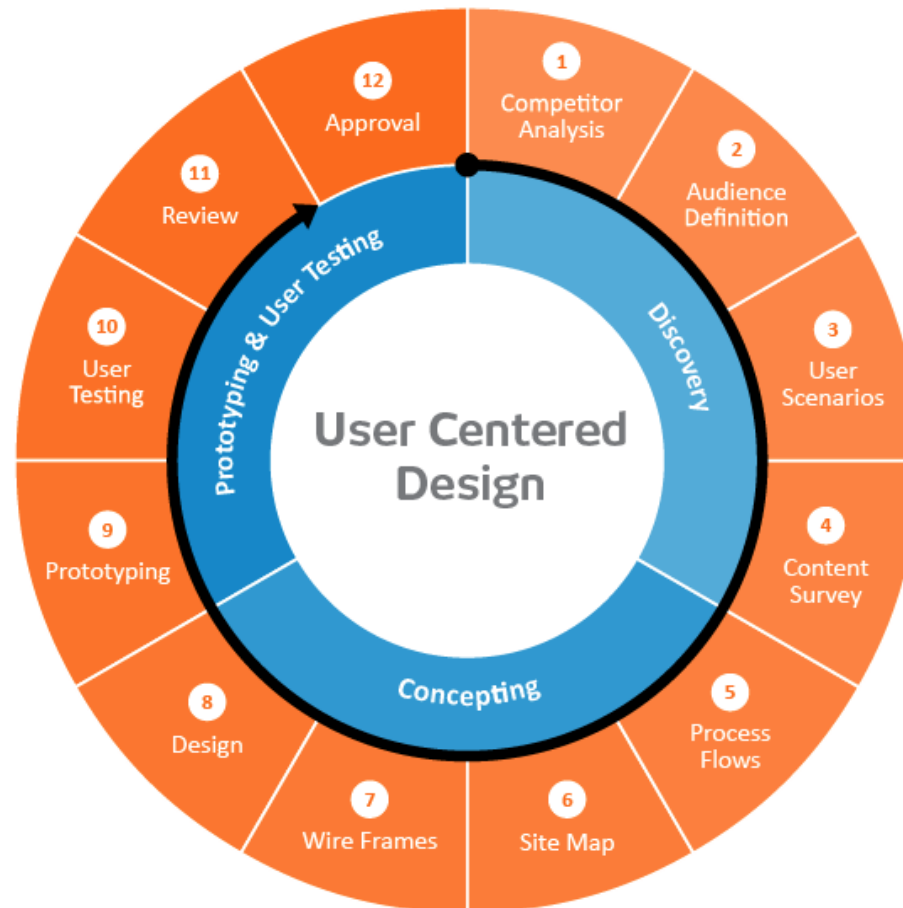 1
Competitor
Analysis
2
Audience
Definition
3
User
Scenarios
4
Content
Survey
5
Process
Flows
6
Site Map
7
Wire Frames
8
Design
9
Prototyping
10
User
Testing
11
Review
12
Approval
Discovery
Concepting
Prototyping & User Testing
User Centered
Design